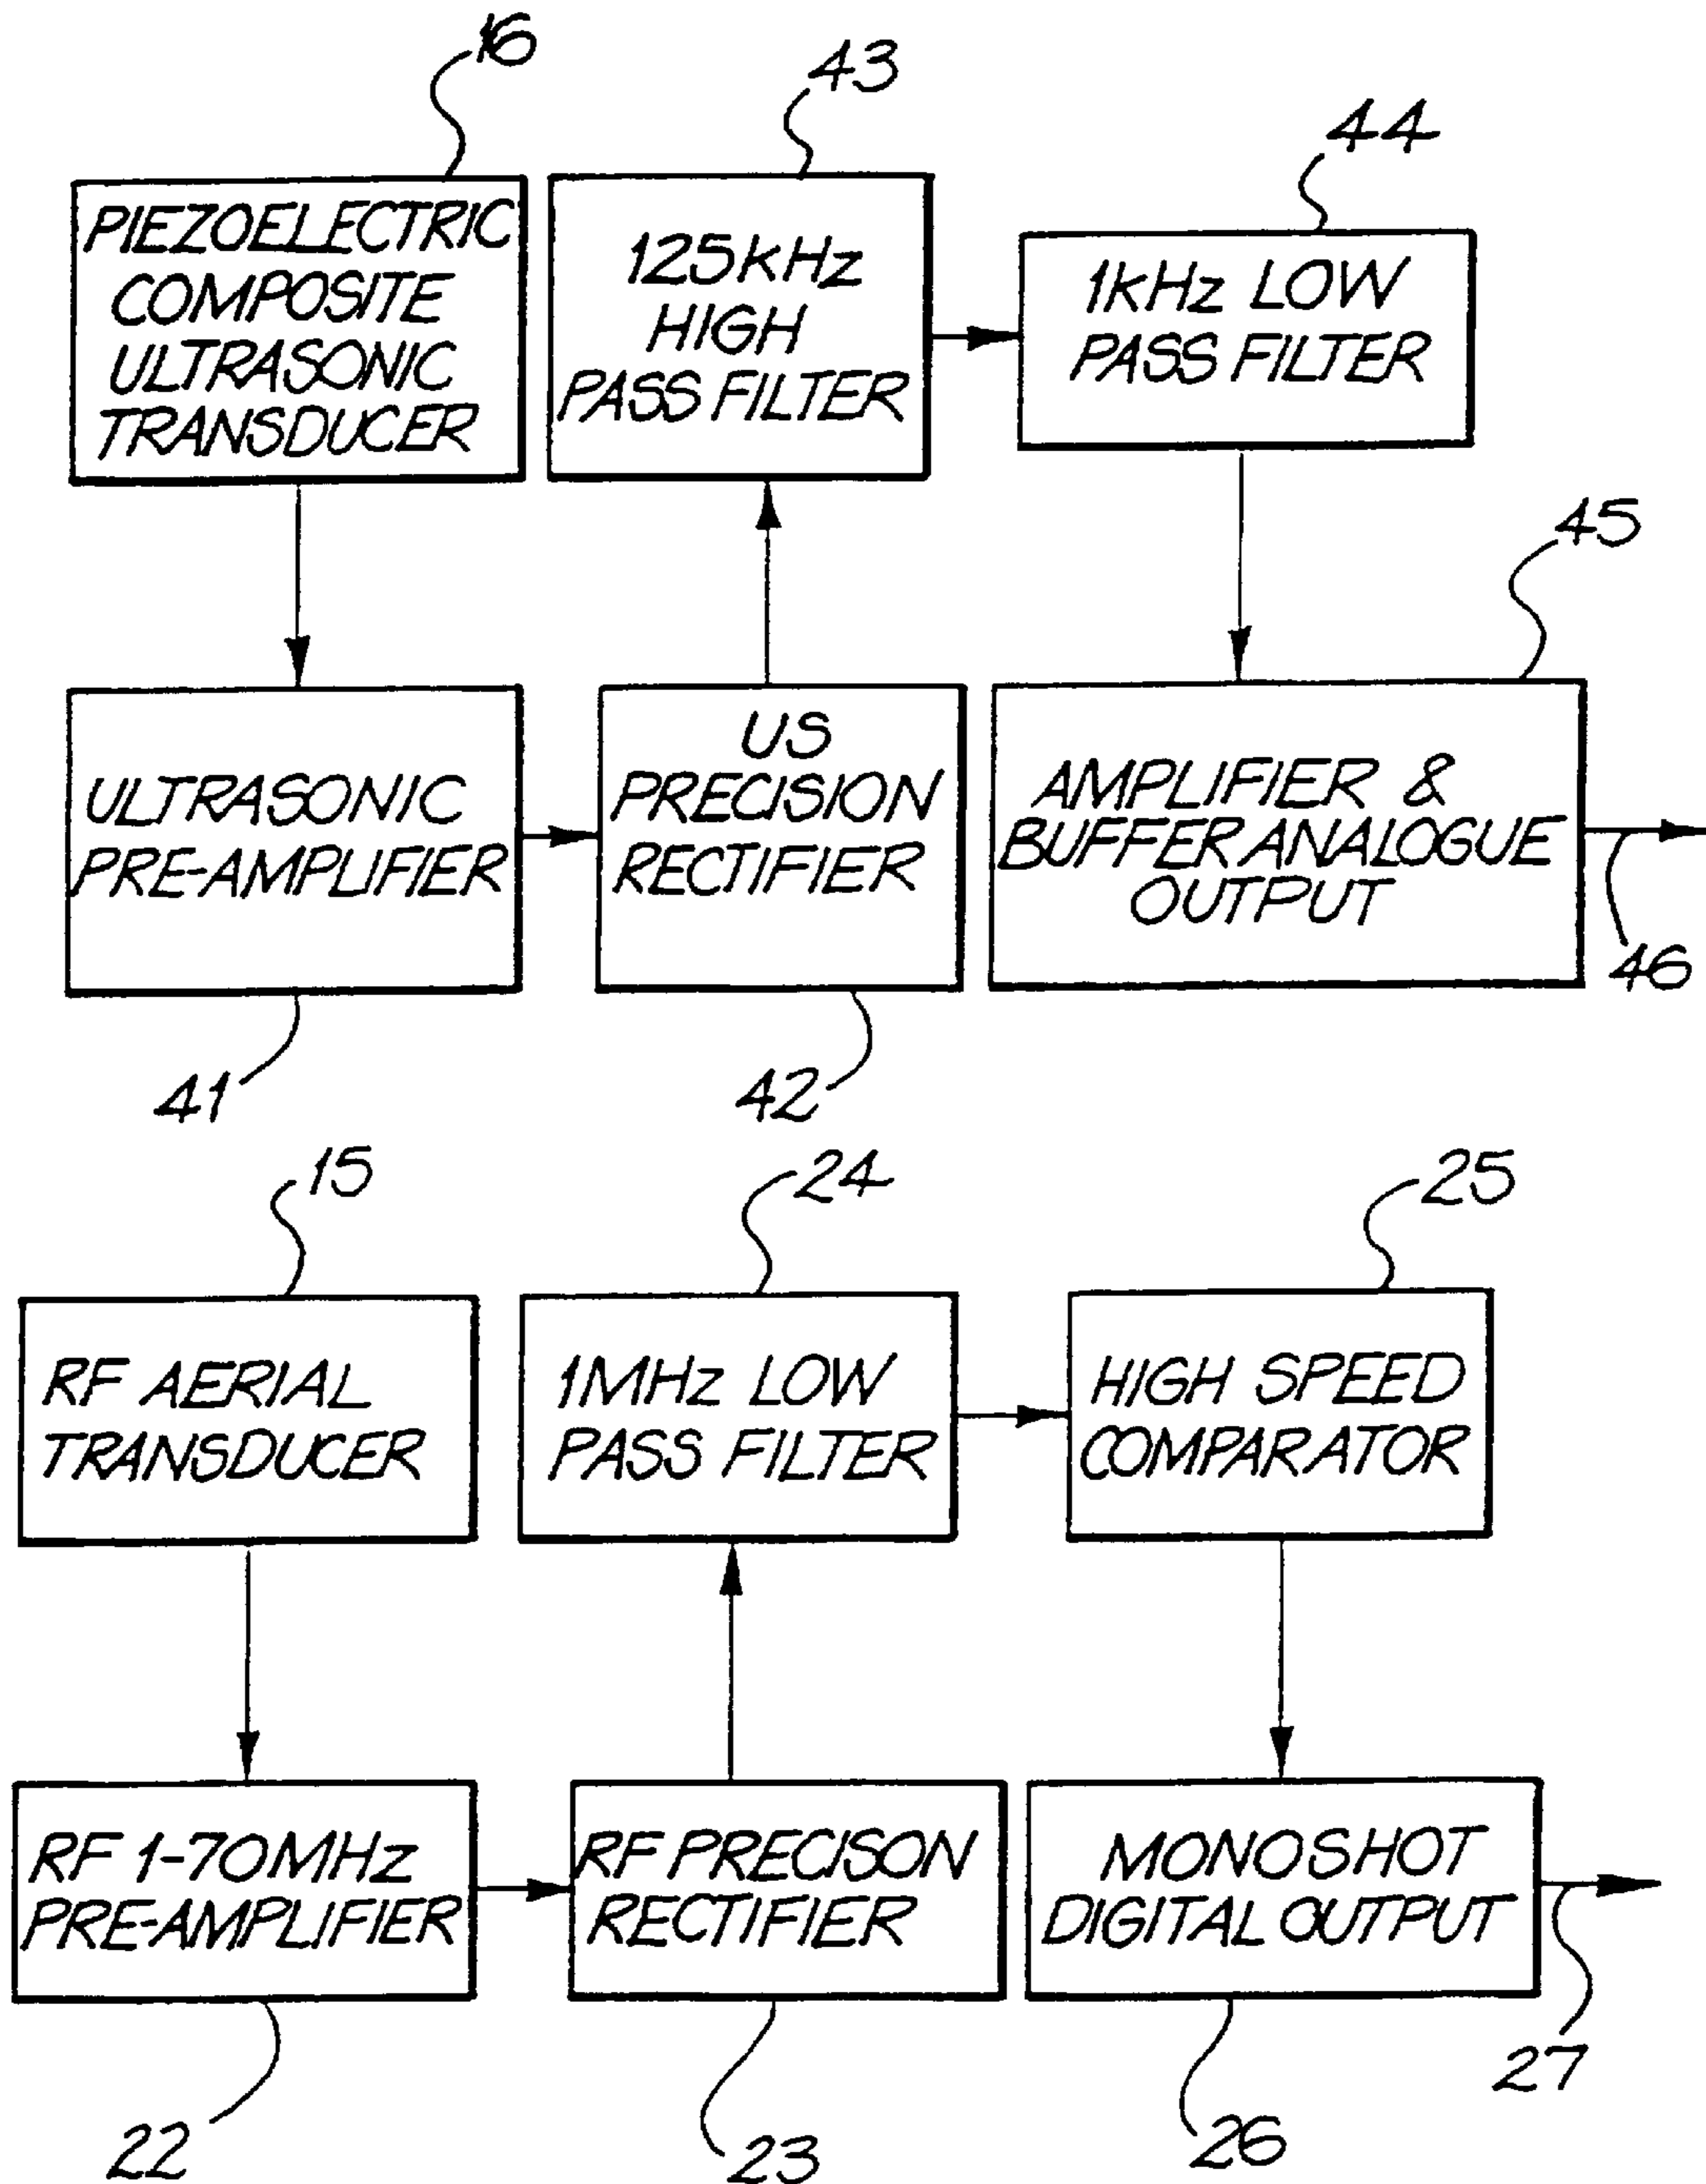 16
43
44
PIEZOELECTRIC
COMPOSITE
ULTRASONIC
TRANSDUCER
125kHz
HIGH
PASS FILTER
1kHz LOW
PASS FILTER
45
ULTRASONIC
PRE-AMPLIFIER
US
PRECISION
RECTIFIER
AMPLIFIER &
BUFFER ANALOGUE
OUTPUT
46
41
42
15
24
25
RF AERIAL
TRANSDUCER
1MHz LOW
PASS FILTER
HIGH SPEED
COMPARATOR
RF 1-70MHz
PRE-AMPLIFIER
RF PRECISON
RECTIFIER
MONOSHOT
DIGITAL OUTPUT
27
22
23
26